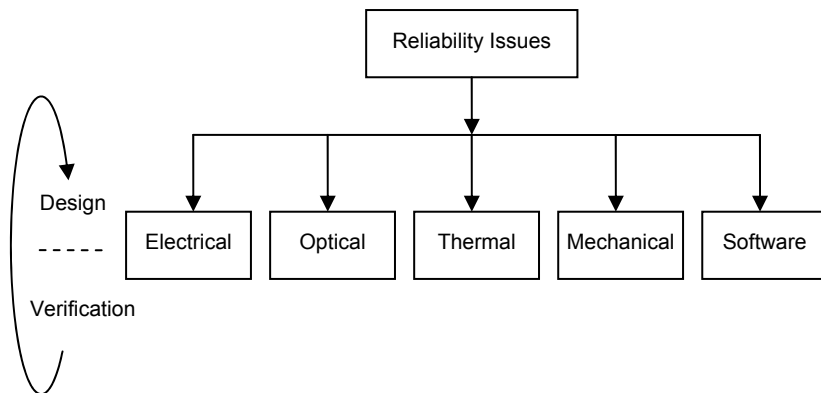 Reliability Issues
Design
Electrical
Optical
Thermal
Mechanical
Software
Verification